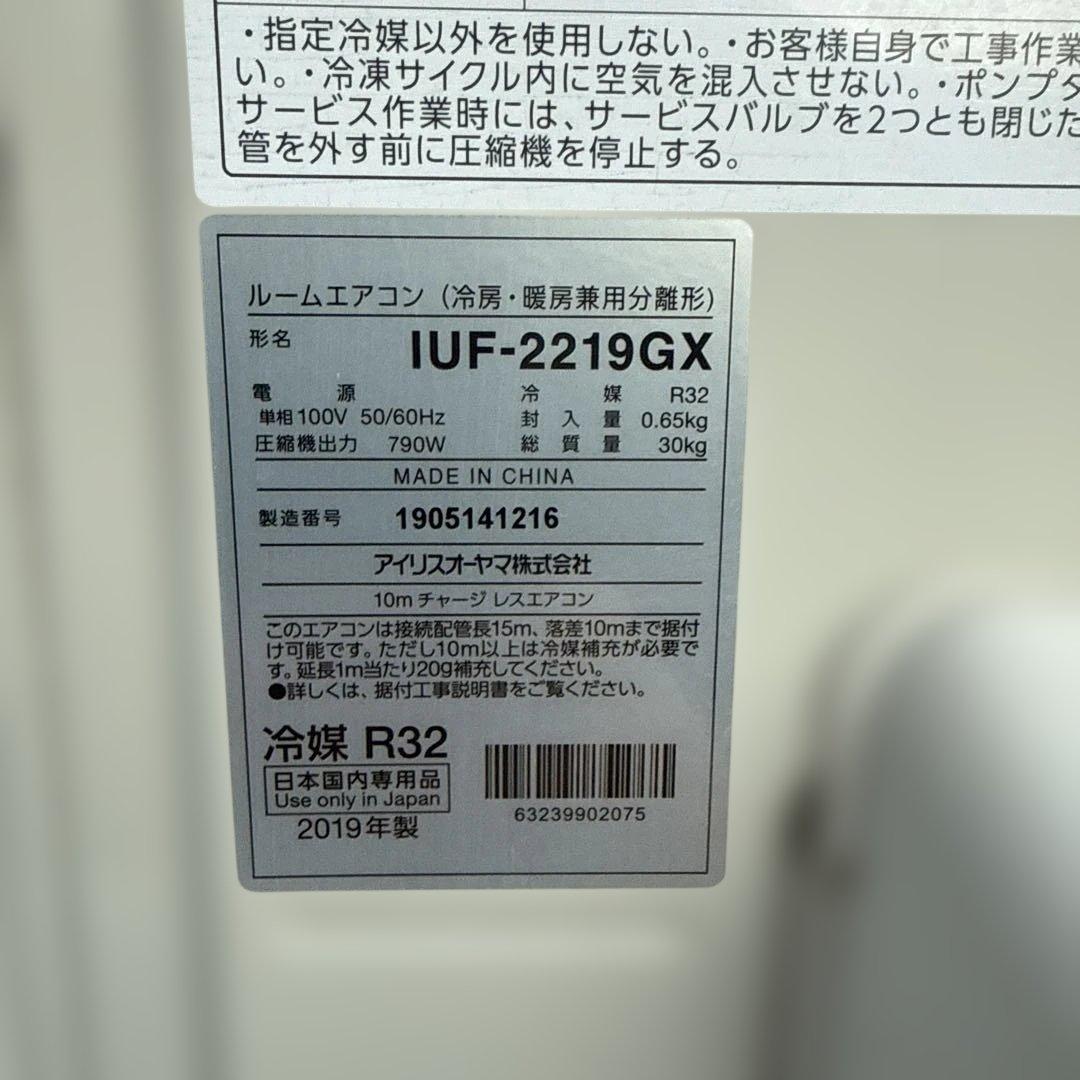 ・指定冷媒以外を使用しない。・お客様自身で工事作業
い。・冷凍サイクル内に空気を混入させない。・ポンプダ
サービス作業時には、サービスバルブを2つとも閉じた
管を外す前に圧縮機を停止する。
ルームエアコン（冷房・暖房兼用分離形）
形名 IUF-2219GX
電源 冷媒 R32
単相100V 50/60Hz 封入量 0.65kg
圧縮機出力 790W 総質量 30kg
MADE IN CHINA
製造番号 1905141216
アイリスオーヤマ株式会社
10mチャージレスエアコン
このエアコンは接続配管長15m、落差10mまで据付
け可能です。ただし10m以上は冷媒補充が必要で
す。延長1m当たり20g補充してください。
●詳しくは、据付工事説明書をご覧ください。
冷媒 R32
日本国内専用品
Use only in Japan
2019年製
63239902075